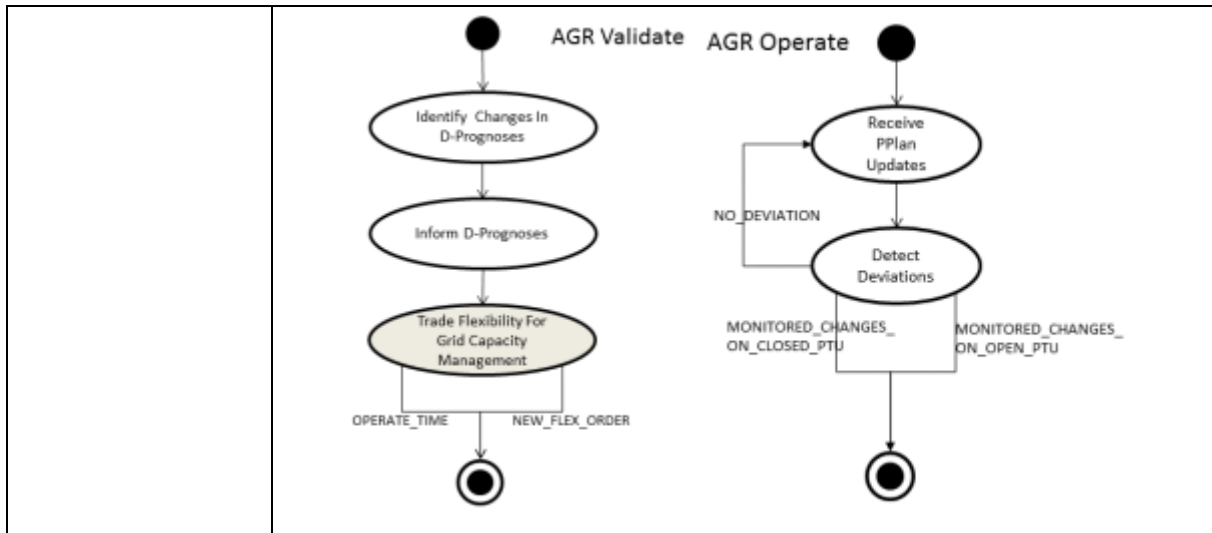 AGR Validate
Identify Changes In
D-Prognoses
Inform D-Prognoses
Trade Flexibility For
Grid Capacity
Management
OPERATE_TIME
NEW_FLEX_ORDER
AGR Operate
Receive
PPlan
Updates
NO_DEVIATION
Detect
Deviations
MONITORED_CHANGES_
ON_CLOSED_PTU
MONITORED_CHANGES_
ON_OPEN_PTU